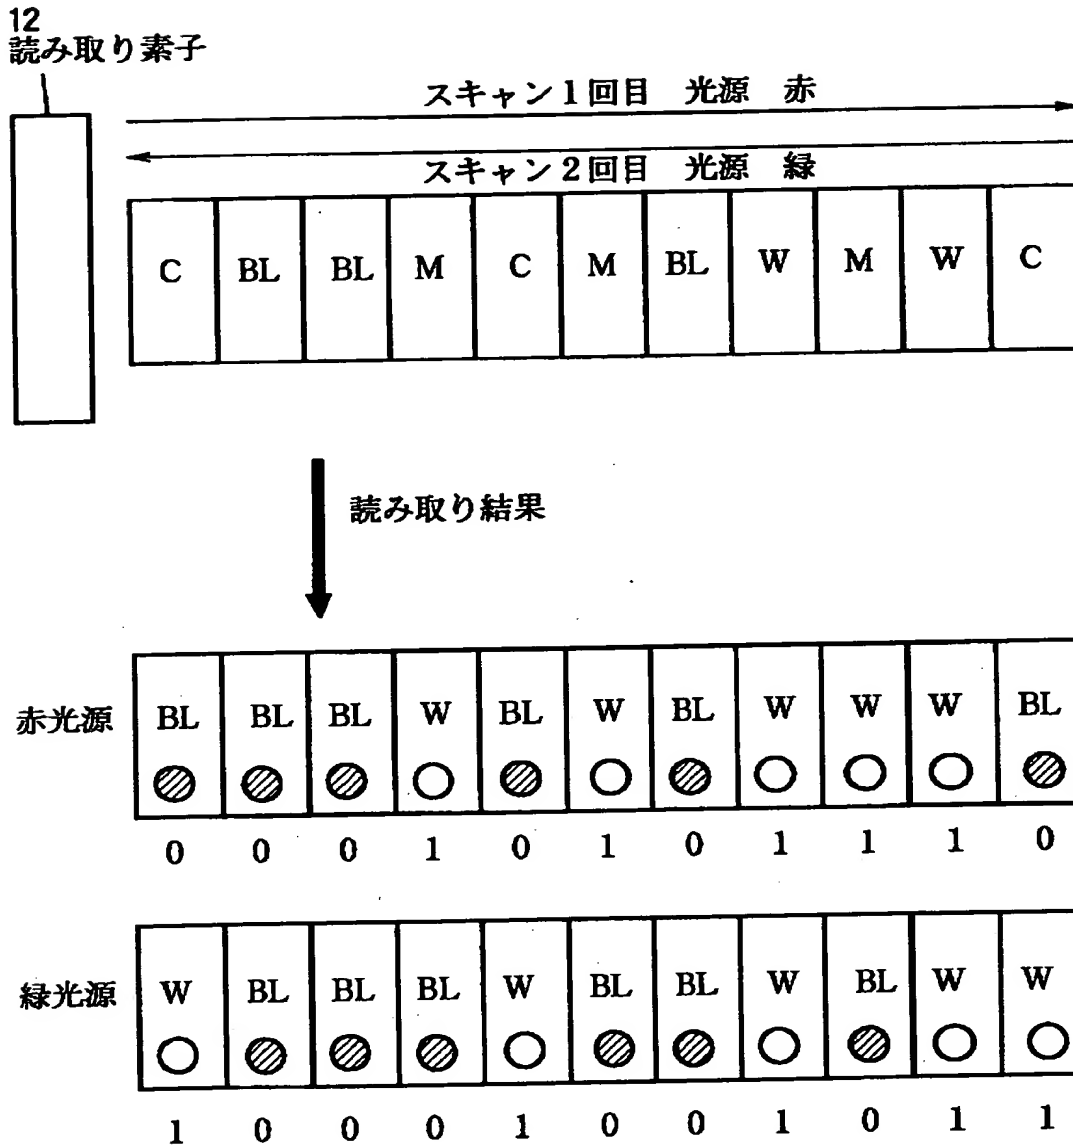 12
読み取り素子
スキャン1回目 光源 赤
スキャン2回目 光源 緑
C BL BL M C M BL W M W C
読み取り結果
赤光源 BL BL BL W BL W BL W W W BL
0 0 0 1 0 1 0 1 1 1 0
緑光源 W BL BL BL W BL BL W BL W W
1 0 0 0 1 0 0 1 0 1 1